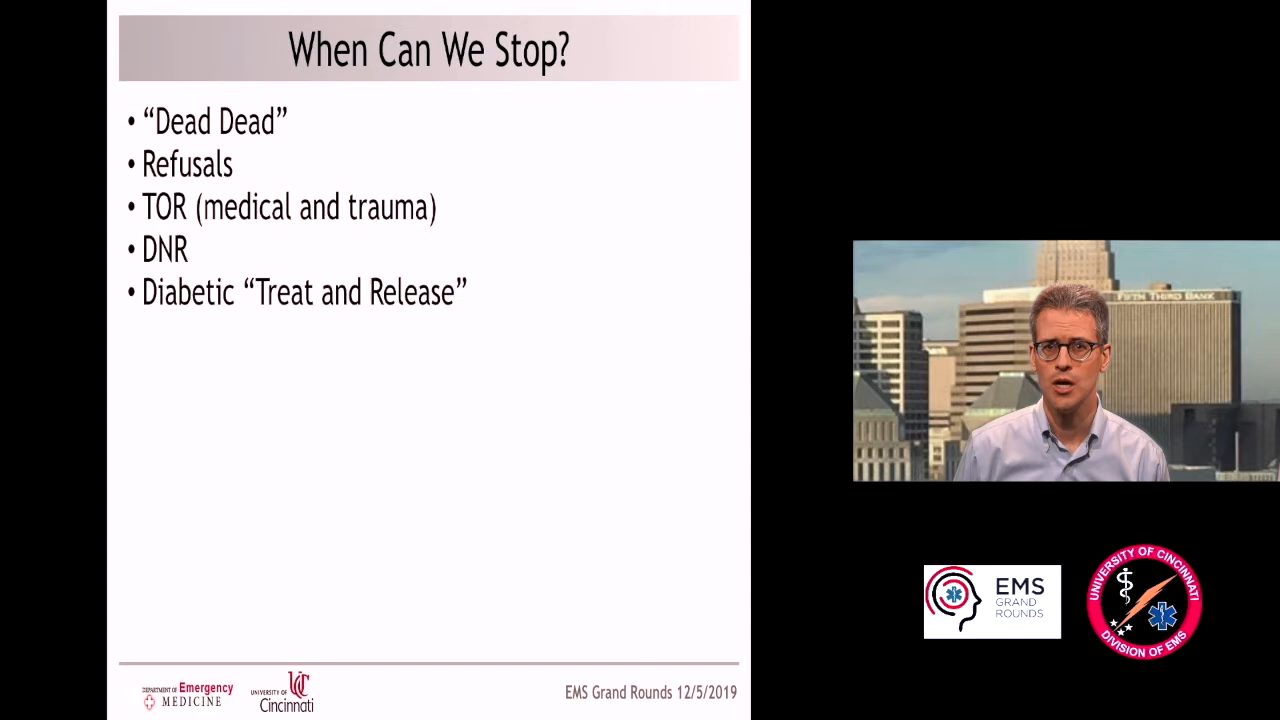 When Can We Stop?
• “Dead Dead”
• Refusals
• TOR (medical and trauma)
• DNR
• Diabetic “Treat and Release”
FIFTH THIRD BANK
EMS
GRAND
ROUNDS
UNIVERSITY OF CINCINNATI
DIVISION OF EMS
DEPARTMENT OF Emergency
MEDICINE
UNIVERSITY OF
UC
Cincinnati
EMS Grand Rounds 12/5/2019